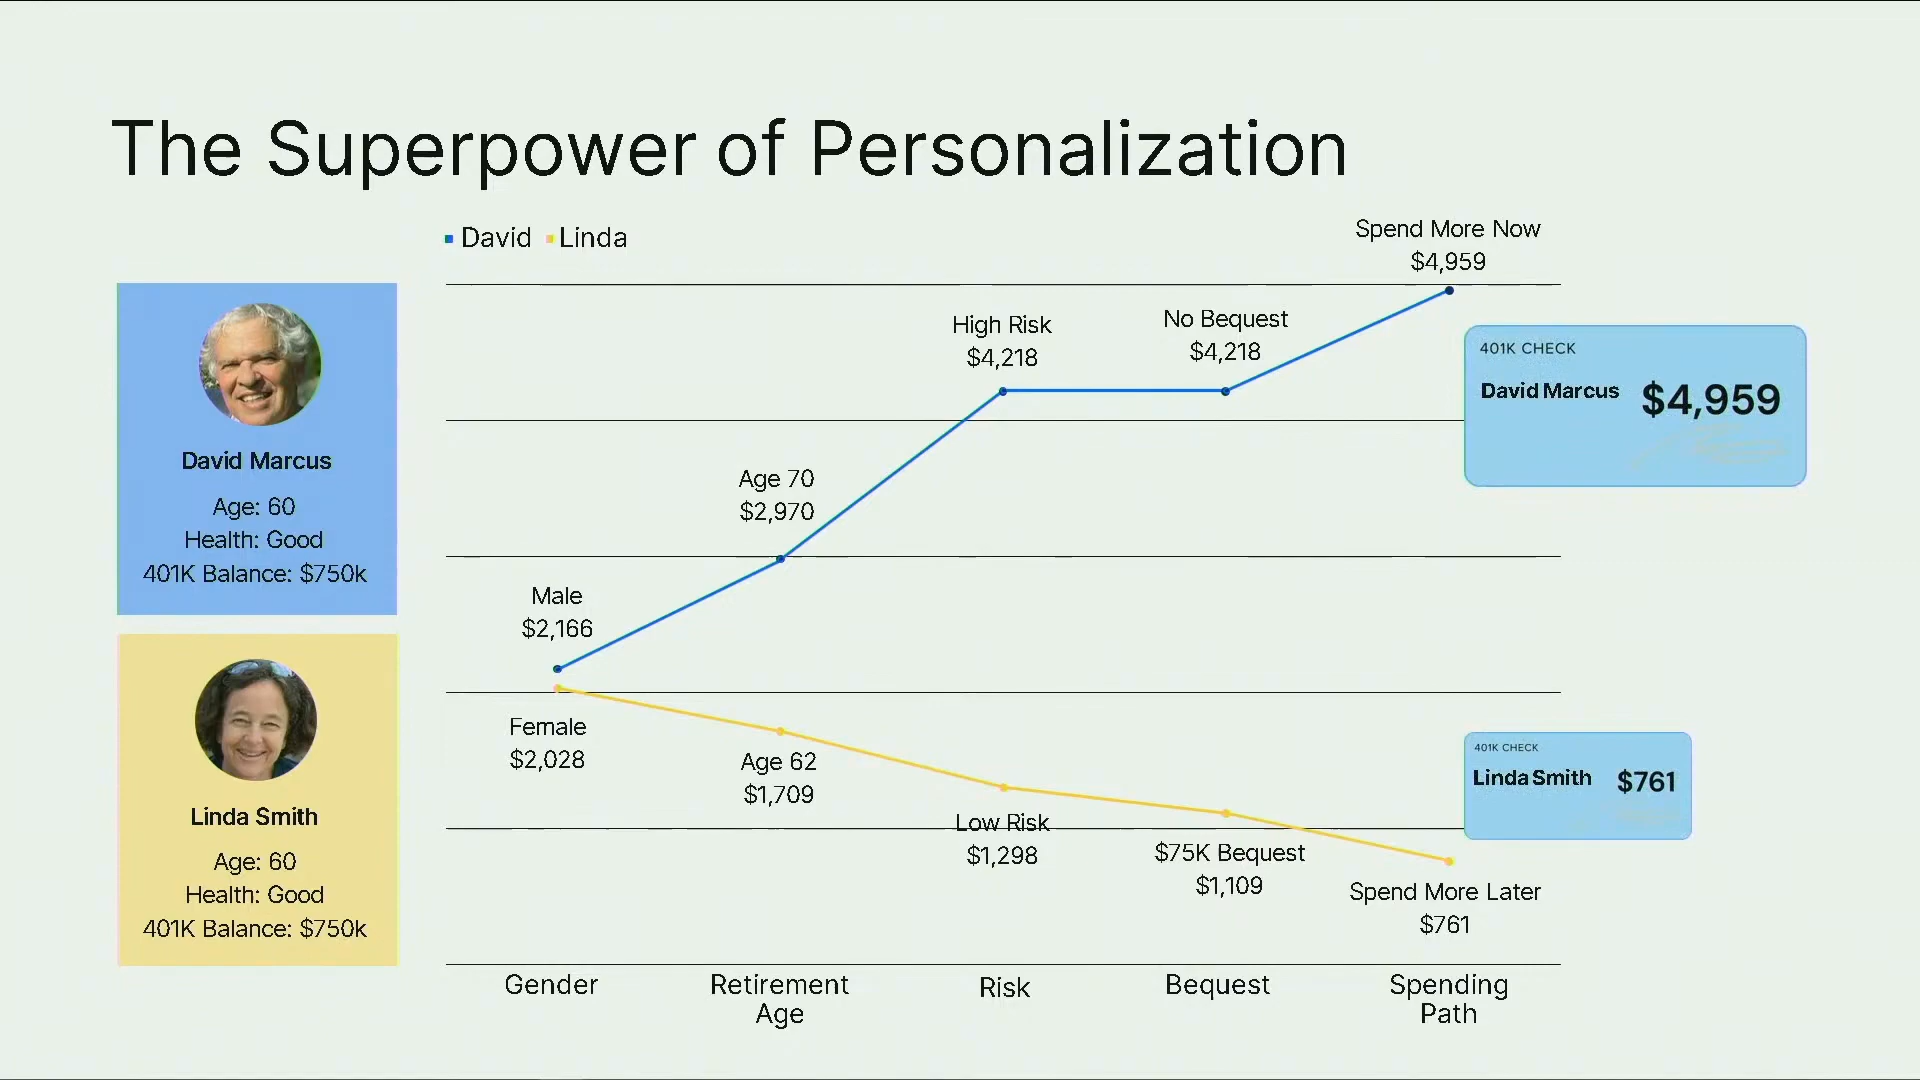 The Superpower of Personalization
David Linda
David Marcus
Age: 60
Health: Good
401K Balance: $750k
Linda Smith
Age: 60
Health: Good
401K Balance: $750k
Male
$2,166
Age 70
$2,970
High Risk
$4,218
No Bequest
$4,218
Spend More Now
$4,959
Female
$2,028
Age 62
$1,709
Low Risk
$1,298
$75K Bequest
$1,109
Spend More Later
$761
401K CHECK
David Marcus $4,959
401K CHECK
Linda Smith $761
Gender
Retirement
Age
Risk
Bequest
Spending
Path